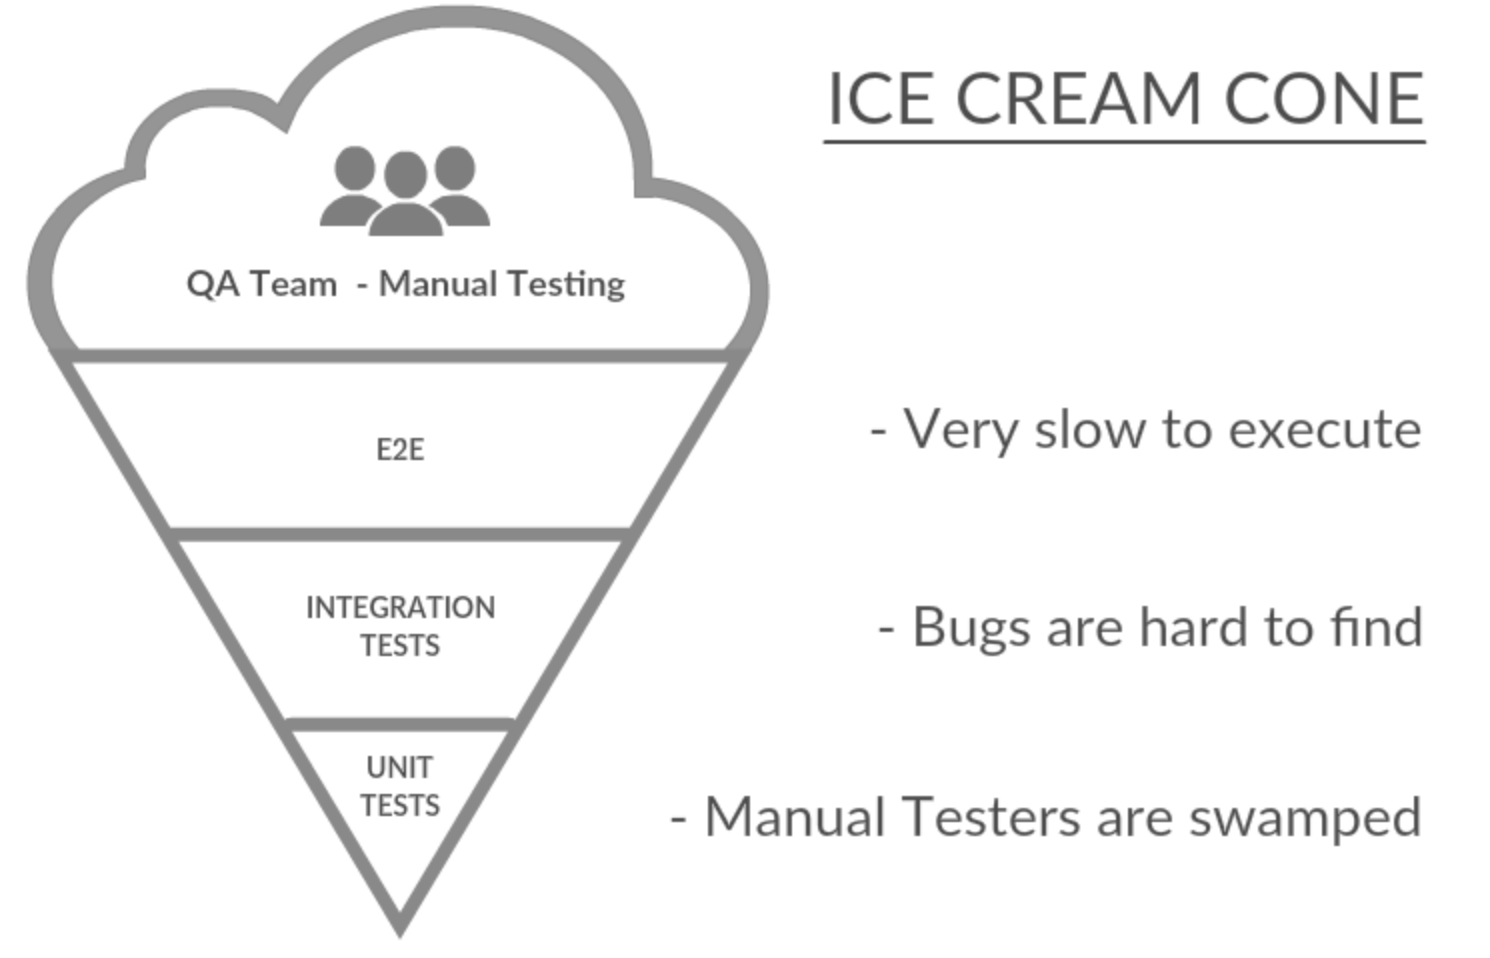 ICE CREAM CONE
QA Team - Manual Testing
E2E
INTEGRATION
TESTS
UNIT
TESTS
- Very slow to execute
- Bugs are hard to find
- Manual Testers are swamped